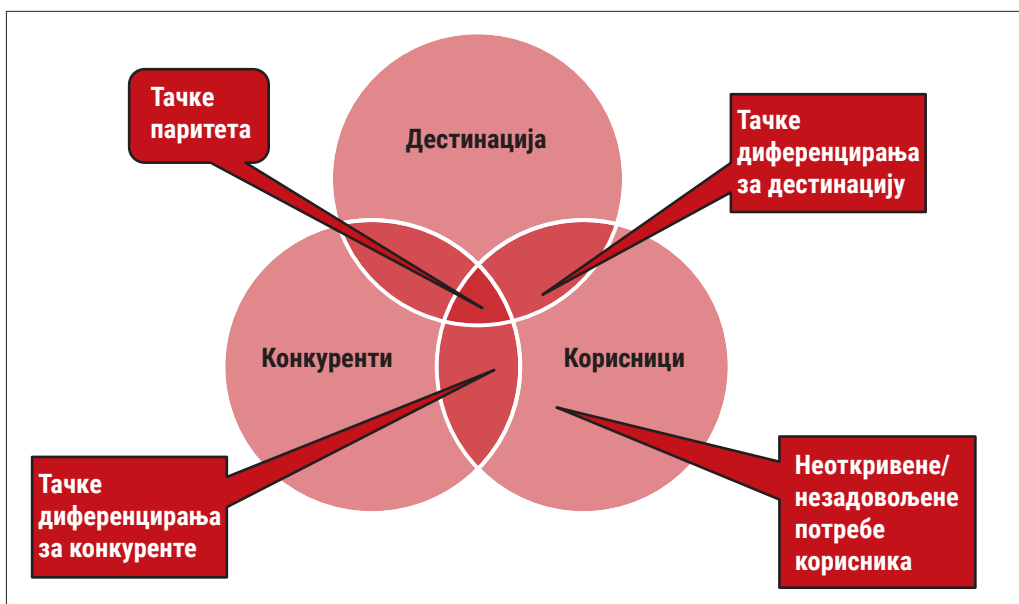 Тачке
паритета
Дестинација
Тачке
диференцирања
за дестинацију
Конкуренти
Корисници
Тачке
диференцирања
за конкуренте
Неоткривене/
незадовољене
потребе
корисника